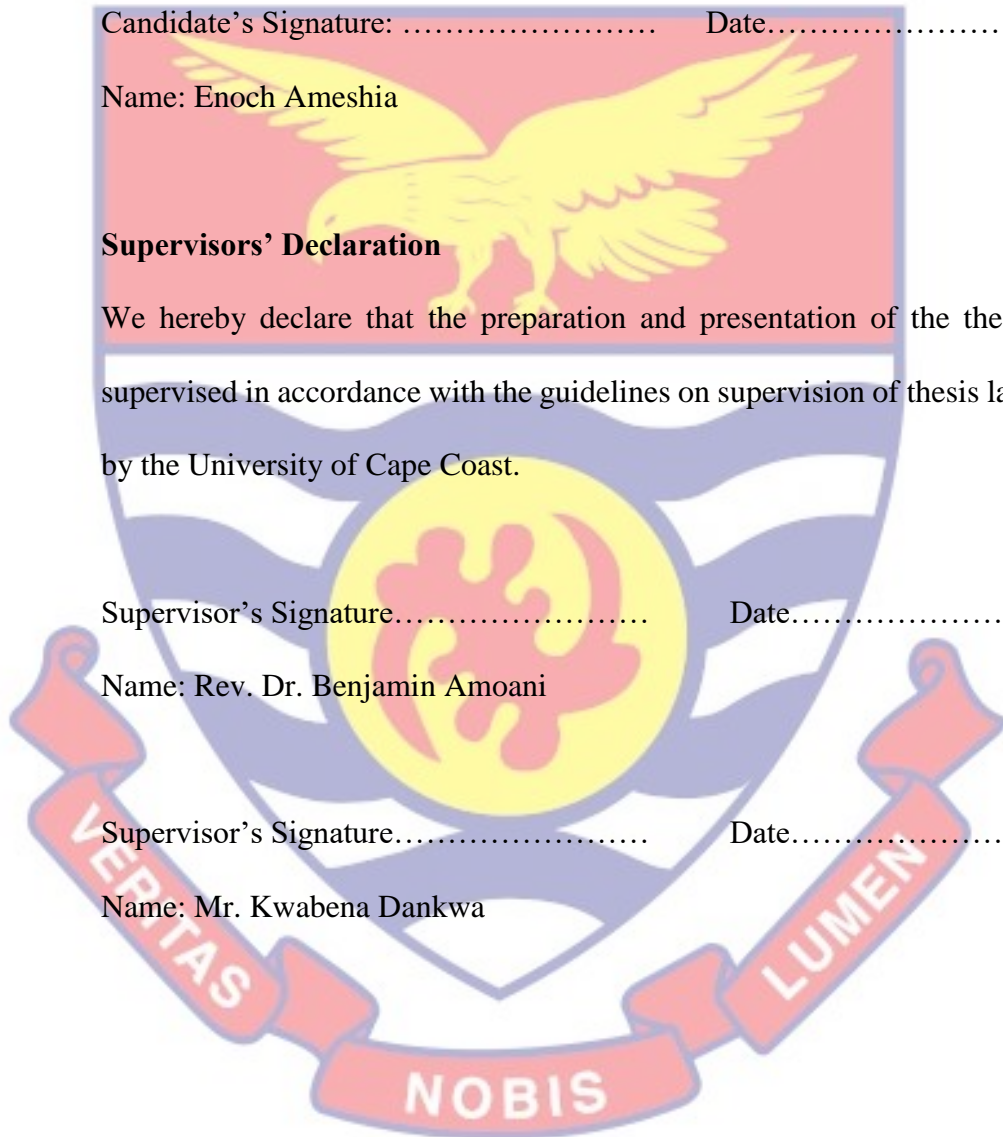 Candidate’s Signature: …………………… Date…………………
Name: Enoch Ameshia
Supervisors’ Declaration
We hereby declare that the preparation and presentation of the the
supervised in accordance with the guidelines on supervision of thesis la
by the University of Cape Coast.
Supervisor’s Signature…………………… Date…………………
Name: Rev. Dr. Benjamin Amoani
Supervisor’s Signature…………………… Date…………………
Name: Mr. Kwabena Dankwa
VERITAS
NOBIS
LUMEN